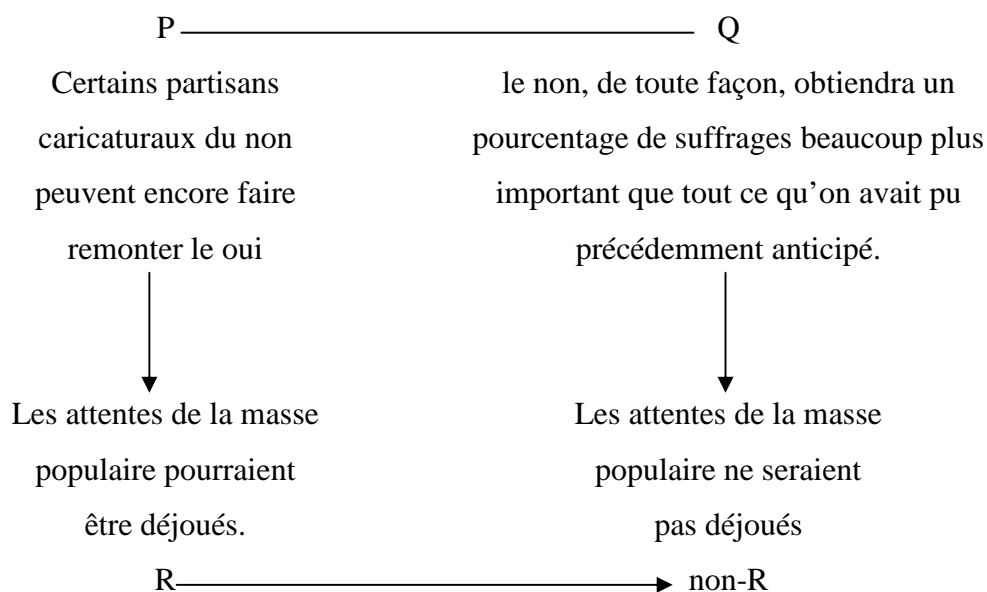 P Q
Certains partisans
caricaturaux du non
peuvent encore faire
remonter le oui
le non, de toute façon, obtiendra un
pourcentage de suffrages beaucoup plus
important que tout ce qu’on avait pu
précédemment anticipé.
Les attentes de la masse
populaire pourraient
être déjoués.
Les attentes de la masse
populaire ne seraient
pas déjoués
R non-R